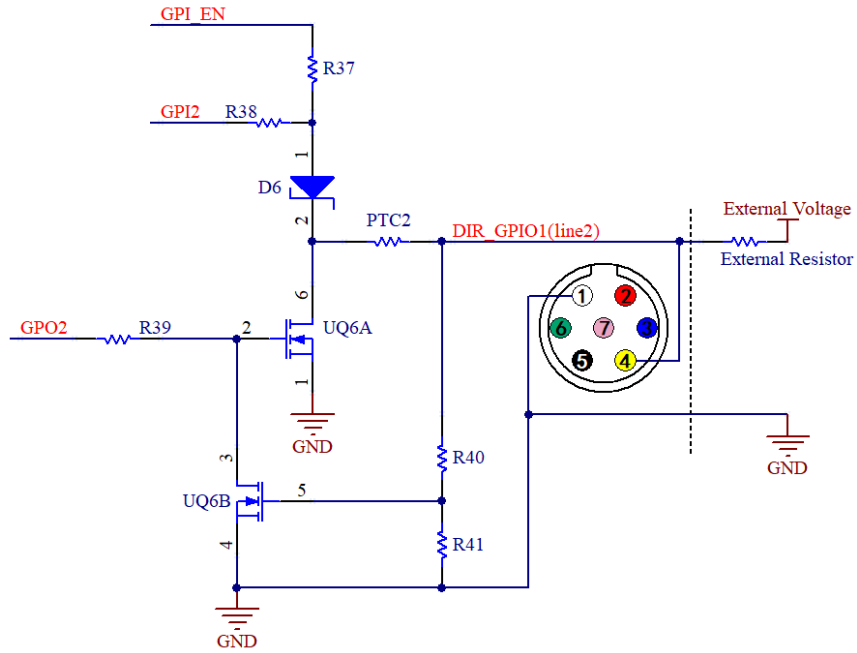 GPI_EN
R37
GPI2
R38
1
D6
2
PTC2
DIR_GPIO1(line2)
External Voltage
External Resistor
6
UQ6A
GPO2
R39
2
1
GND
1
2
6
7
3
5
4
GND
3
UQ6B
5
4
R40
R41
GND